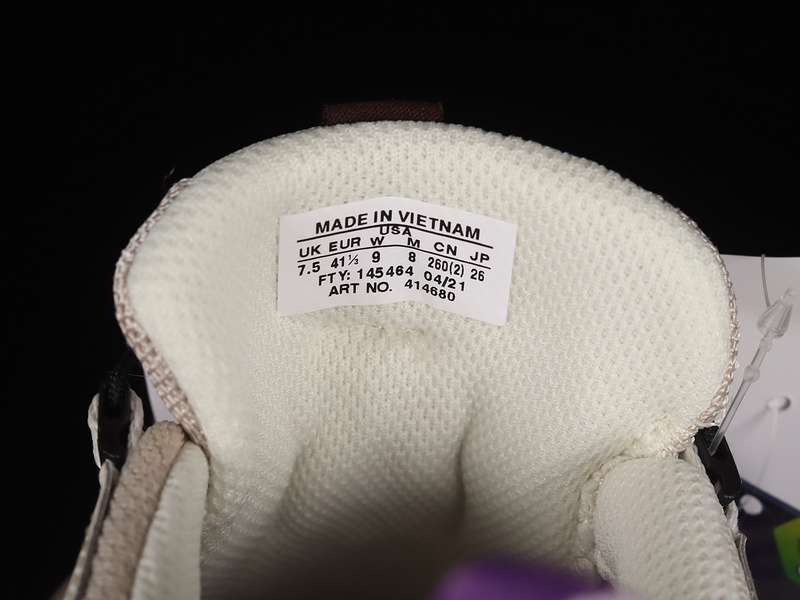 MADE IN VIETNAM
USA
UK EUR W M CN JP
7.5 41⅓ 9 8 260(2) 26
FTY: 145464 04/21
ART NO. 414680